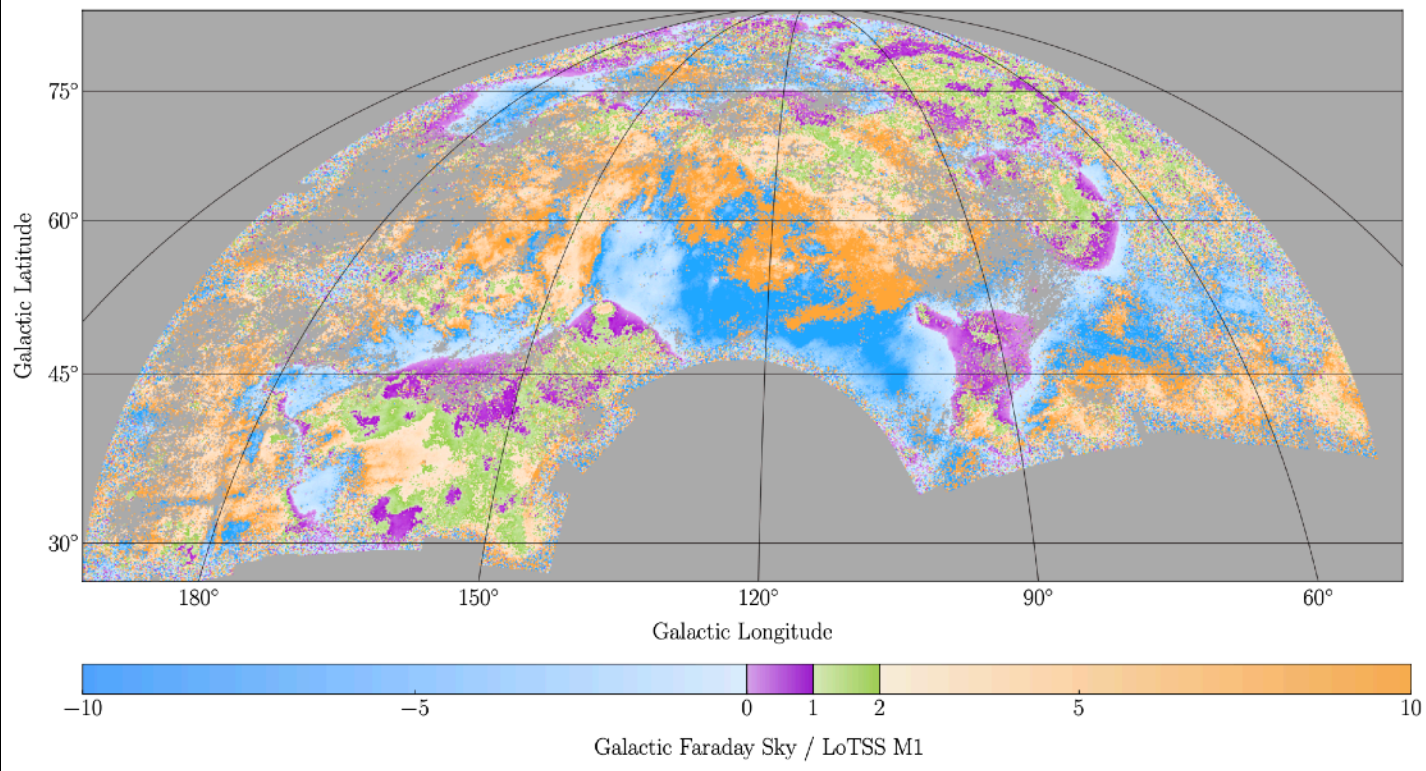 75°
60°
45°
30°
Galactic Latitude
180° 150° 120° 90° 60°
Galactic Longitude
−10 −5 0 1 2 5 10
Galactic Faraday Sky / LoTSS M1